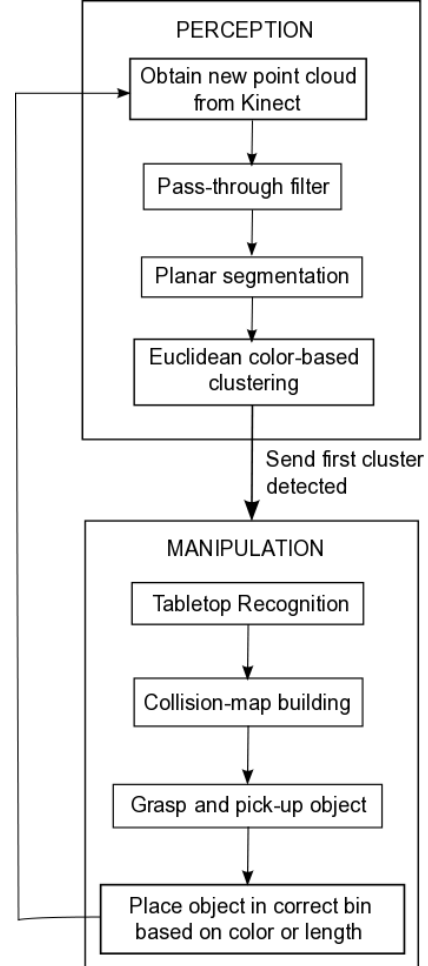 PERCEPTION
Obtain new point cloud
from Kinect
Pass-through filter
Planar segmentation
Euclidean color-based
clustering
Send first cluster
detected
MANIPULATION
Tabletop Recognition
Collision-map building
Grasp and pick-up object
Place object in correct bin
based on color or length